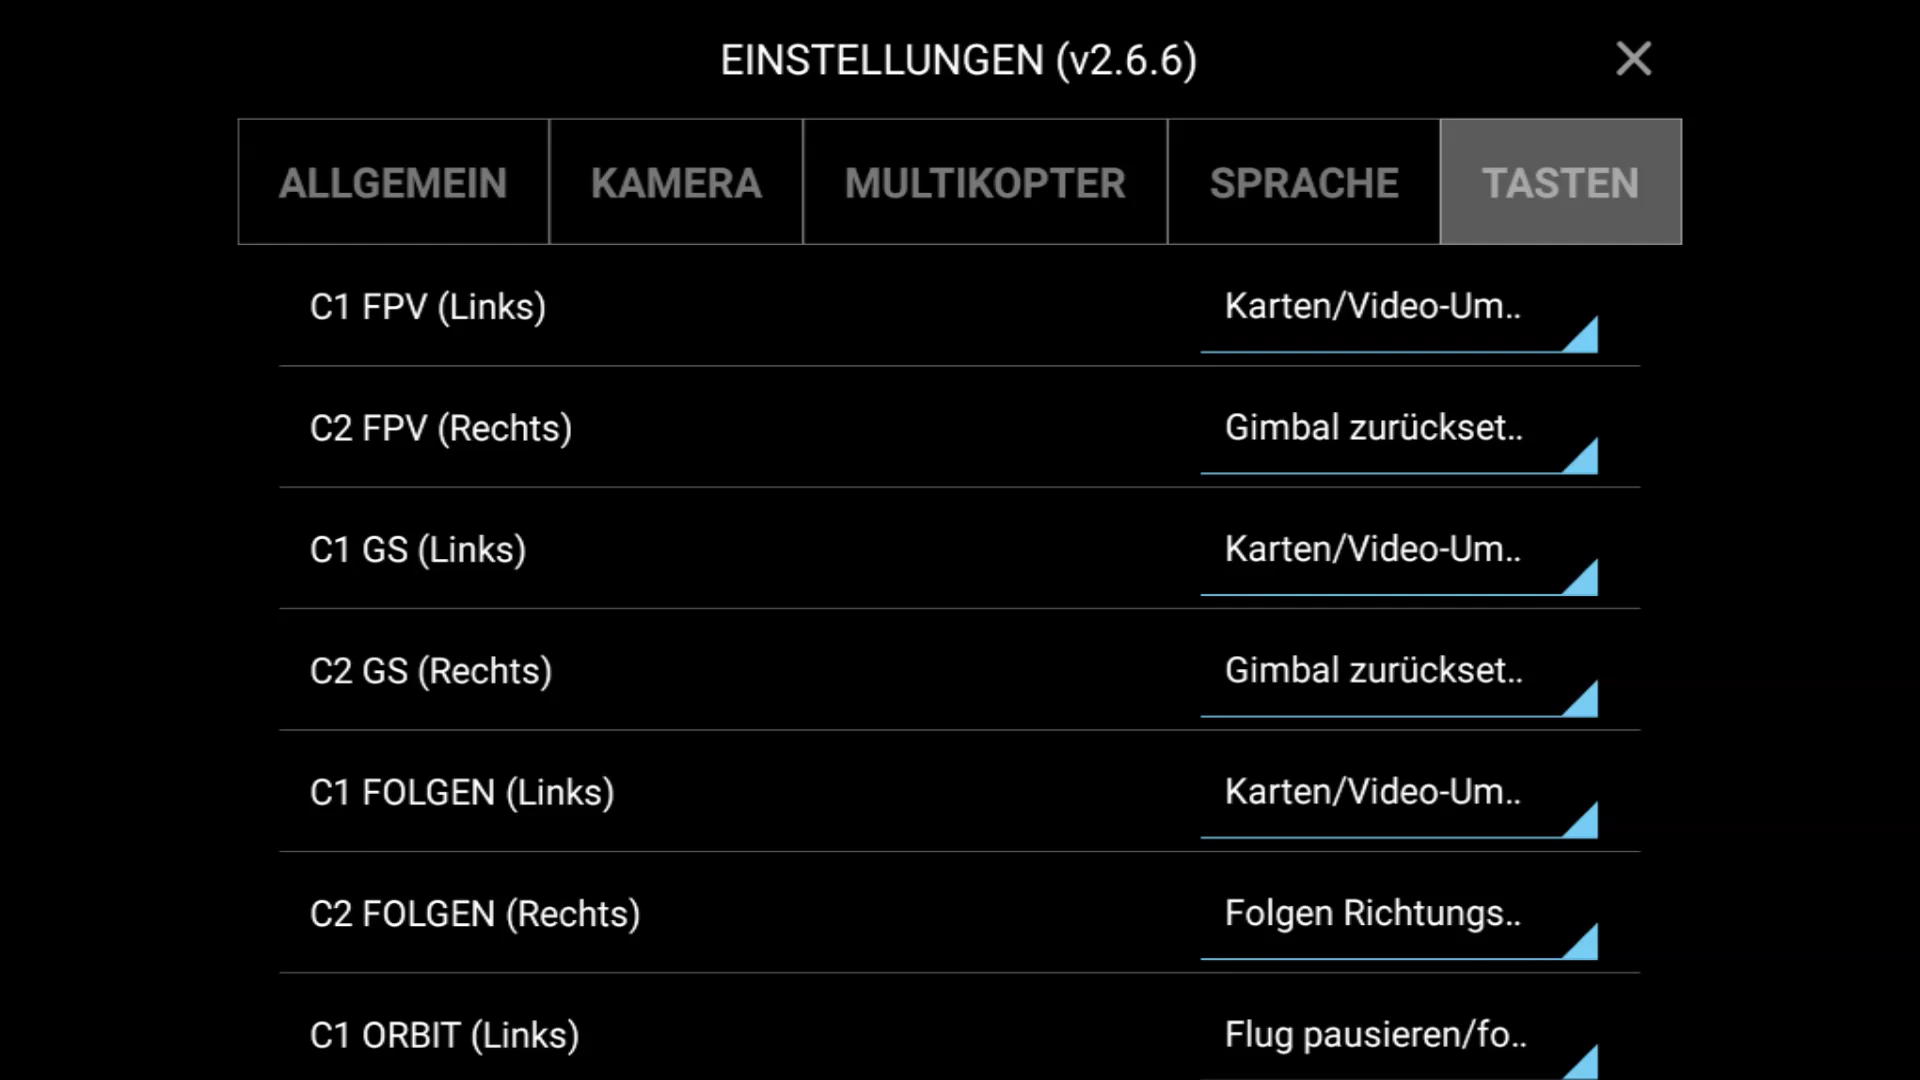 EINSTELLUNGEN (v2.6.6)
ALLGEMEIN KAMERA MULTIKOPTER SPRACHE TASTEN
C1 FPV (Links) Karten/Video-Um..
C2 FPV (Rechts) Gimbal zurückset..
C1 GS (Links) Karten/Video-Um..
C2 GS (Rechts) Gimbal zurückset..
C1 FOLGEN (Links) Karten/Video-Um..
C2 FOLGEN (Rechts) Folgen Richtungs..
C1 ORBIT (Links) Flug pausieren/fo..